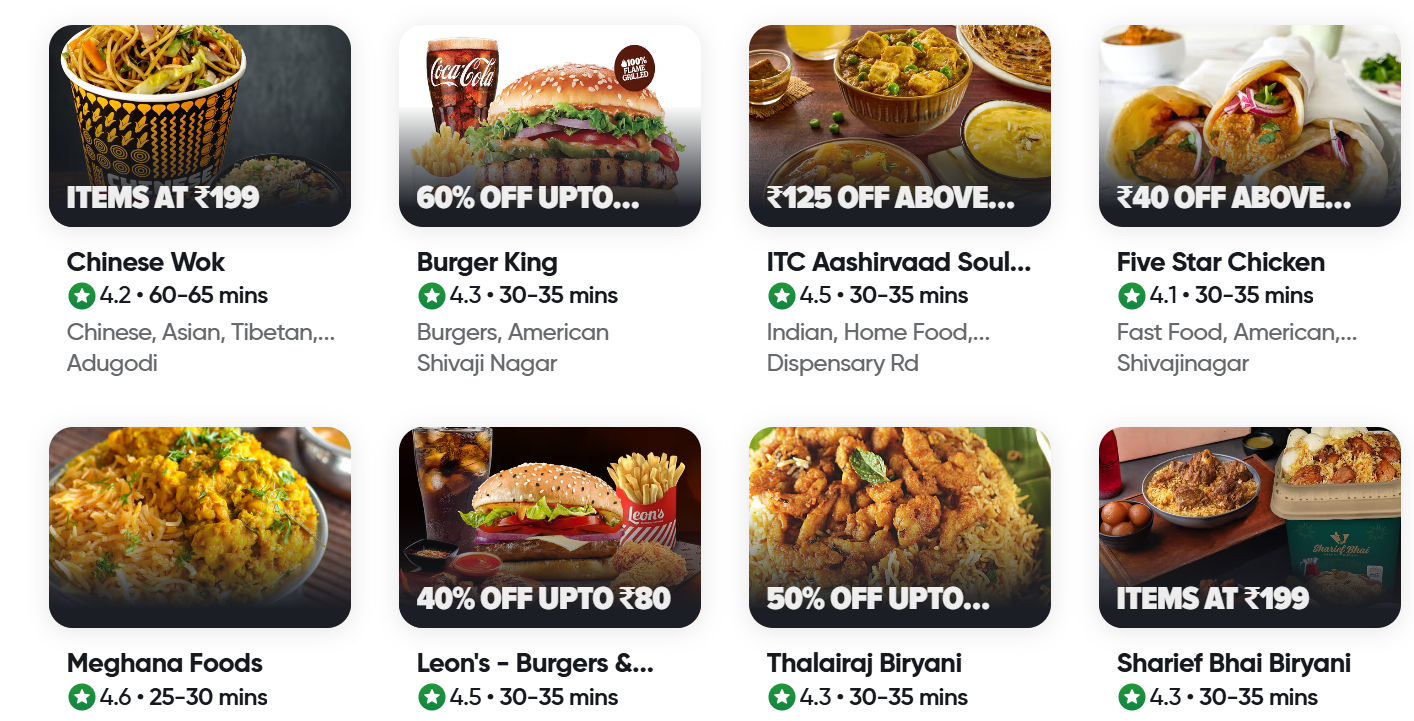 ITEMS AT ₹199
Chinese Wok
4.2 • 60-65 mins
Chinese, Asian, Tibetan,...
Adugodi
Coca-Cola
100%
FLAME
GRILLED
60% OFF UPTO...
Burger King
4.3 • 30-35 mins
Burgers, American
Shivaji Nagar
₹125 OFF ABOVE...
ITC Aashirvaad Soul...
4.5 • 30-35 mins
Indian, Home Food,...
Dispensary Rd
₹40 OFF ABOVE...
Five Star Chicken
4.1 • 30-35 mins
Fast Food, American,...
Shivajinagar
Meghana Foods
4.6 • 25-30 mins
Leon's
40% OFF UPTO ₹80
Leon's - Burgers &...
4.5 • 30-35 mins
50% OFF UPTO...
Thalairaj Biryani
4.3 • 30-35 mins
Sharief Bhai
ITEMS AT ₹199
Sharief Bhai Biryani
4.3 • 30-35 mins